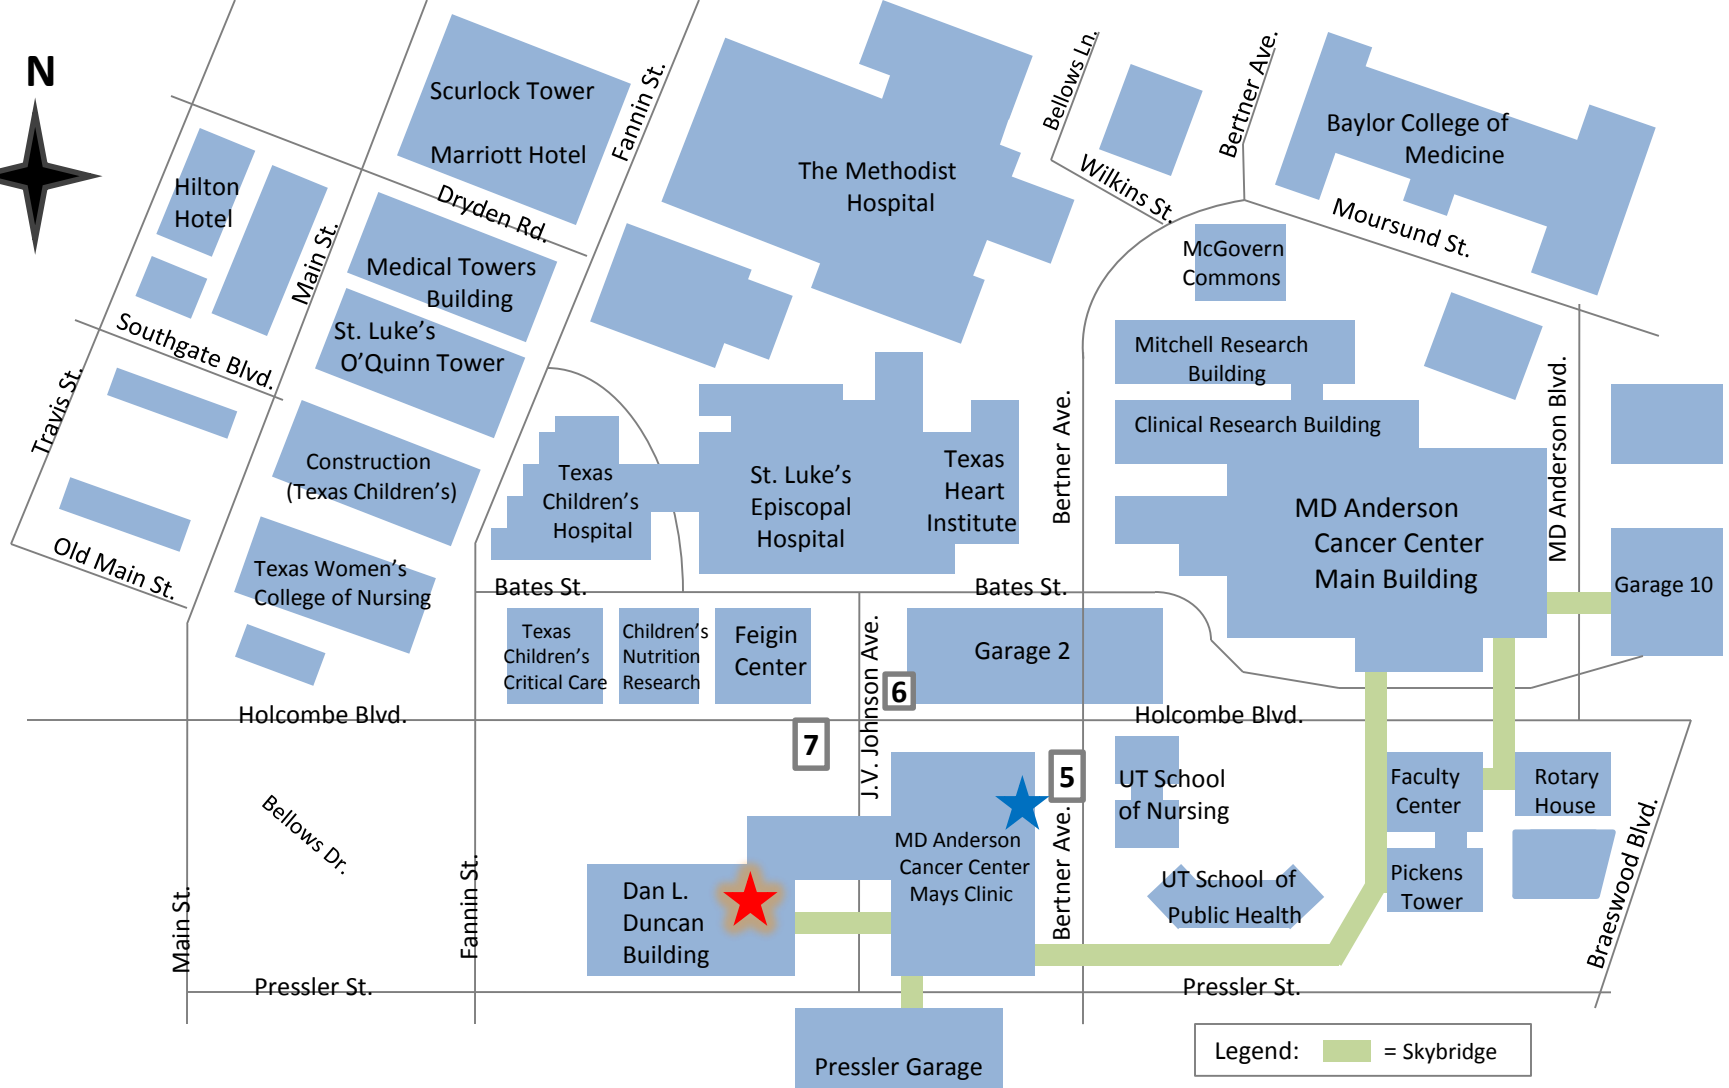 N
Scurlock Tower
Marriott Hotel
Fannin St.
Bellows Ln.
Bertner Ave.
Baylor College of
Medicine
The Methodist
Hospital
Wilkins St.
Moursund St.
Hilton
Hotel
Dryden Rd.
Main St.
Medical Towers
Building
McGovern
Commons
St. Luke's
O'Quinn Tower
Southgate Blvd.
Travis St.
Mitchell Research
Building
Clinical Research Building
MD Anderson Blvd.
Bertner Ave.
Construction
(Texas Children's)
Texas
Children's
Hospital
St. Luke's
Episcopal
Hospital
Texas
Heart
Institute
MD Anderson
Cancer Center
Main Building
Old Main St.
Texas Women's
College of Nursing
Bates St.
Bates St.
Garage 10
Texas
Children's
Critical Care
Children's
Nutrition
Research
Feigin
Center
J.V. Johnson Ave.
Garage 2
6
Holcombe Blvd.
Holcombe Blvd.
7
5
UT School
of Nursing
Faculty
Center
Rotary
House
Bellows Dr.
MD Anderson
Cancer Center
Mays Clinic
Bertner Ave.
Braeswood Blvd.
Main St.
Fannin St.
Dan L.
Duncan
Building
UT School of
Public Health
Pickens
Tower
Pressler St.
Pressler St.
Pressler Garage
Legend:
= Skybridge